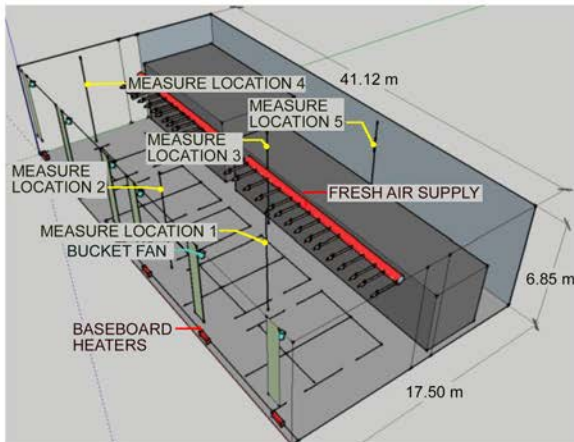 41.12 m
MEASURE LOCATION 4
MEASURE
LOCATION 5
MEASURE
LOCATION 3
MEASURE
LOCATION 2
FRESH AIR SUPPLY
MEASURE LOCATION 1
BUCKET FAN
6.85 m
BASEBOARD
HEATERS
17.50 m